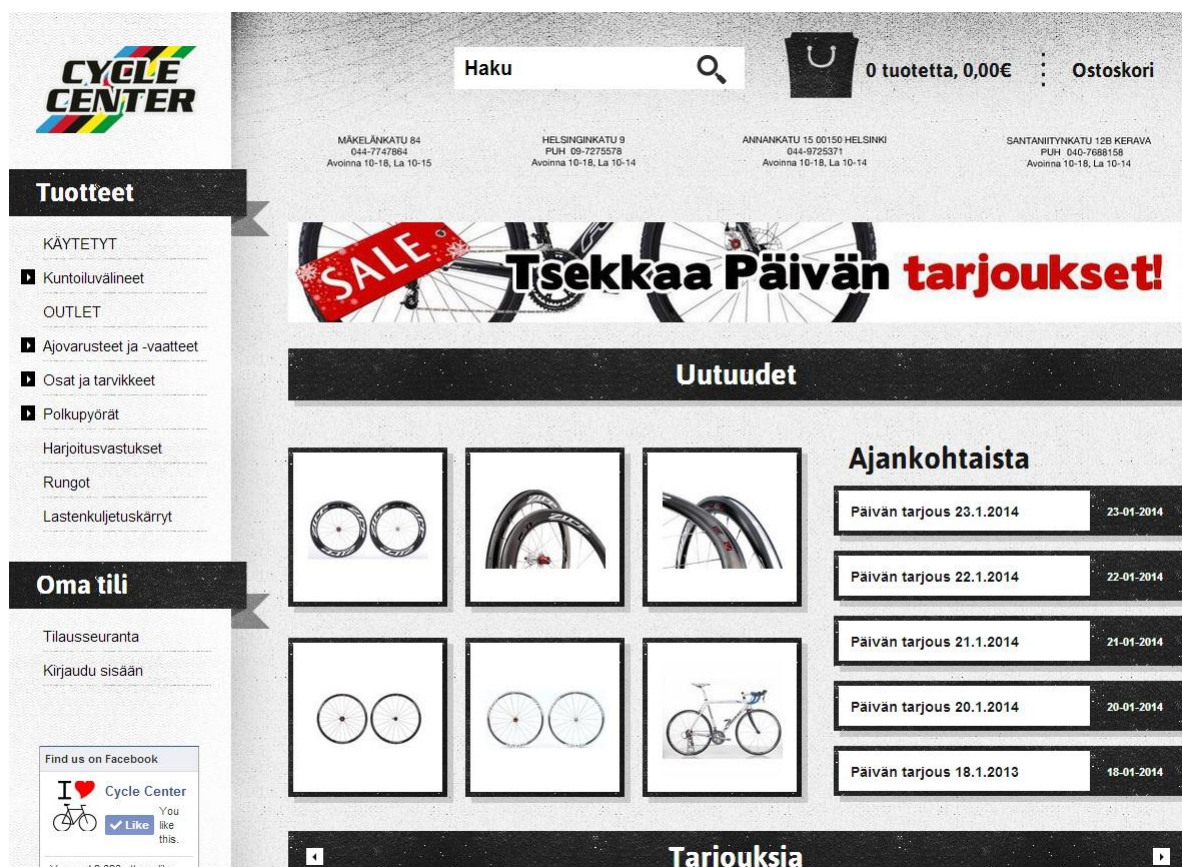 CYCLE
CENTER
Haku
0 tuotetta, 0,00€
Ostoskori
MÄKELÄNKATU 84
044-7747864
Avoinna 10-18, La 10-15
HELSINGINKATU 9
PUH 09-7275578
Avoinna 10-18, La 10-14
ANNANKATU 15 00150 HELSINKI
044-9725371
Avoinna 10-18, La 10-14
SANTANIITYNKATU 12B KERAVA
PUH 040-7688158
Avoinna 10-18, La 10-14
Tuotteet
KÄYTETYT
Kuntoiluvälineet
OUTLET
Ajovarusteet ja -vaatteet
Osat ja tarvikkeet
Polkupyörät
Harjoitusvastukset
Rungot
Lastenkuljetuskärryt
Oma tili
Tilausseuranta
Kirjaudu sisään
Find us on Facebook
I
Cycle Center
Like
You
like
this.
SALE
Tsekkaa Päivän tarjoukset!
Uutuudet
Ajankohtaista
Päivän tarjous 23.1.2014
23-01-2014
Päivän tarjous 22.1.2014
22-01-2014
Päivän tarjous 21.1.2014
21-01-2014
Päivän tarjous 20.1.2014
20-01-2014
Päivän tarjous 18.1.2013
18-01-2014
Tarjouksia